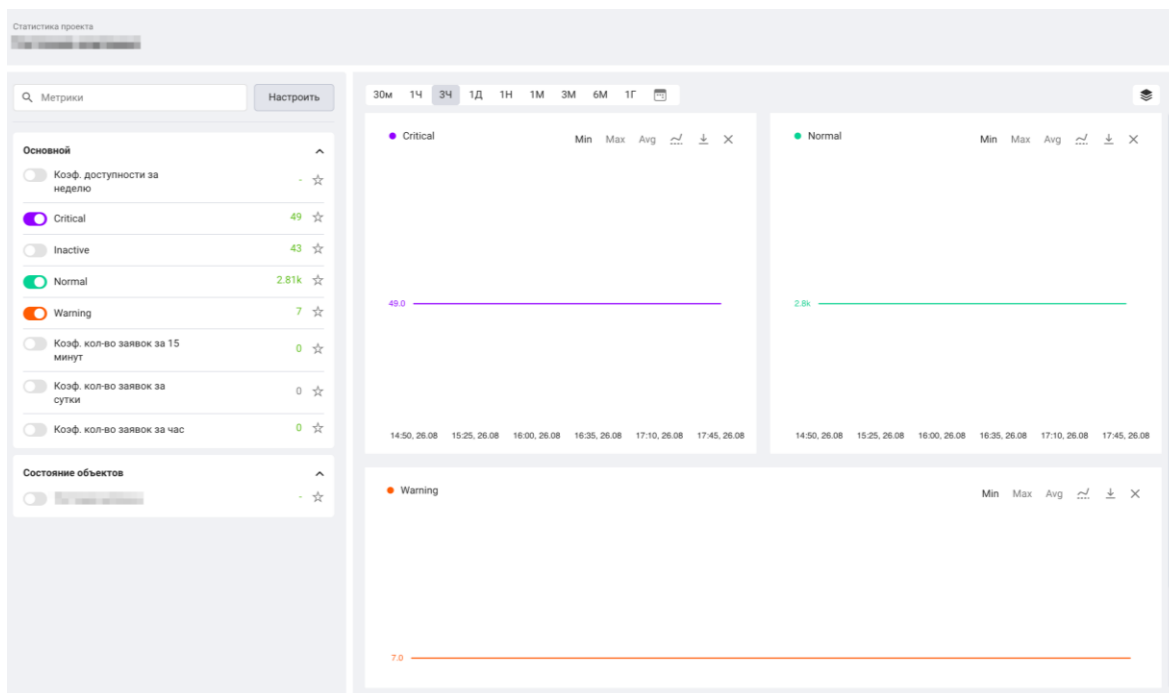 Статистика проекта
Метрики
Настроить
Основной
Коэф. доступности за
неделю
-
Critical
49
Inactive
43
Normal
2.81k
Warning
7
Коэф. кол-во заявок за 15
минут
0
Коэф. кол-во заявок за
сутки
0
Коэф. кол-во заявок за час
0
Состояние объектов
-
30м 1Ч 3Ч 1Д 1Н 1М 3М 6М 1Г
Critical
Min Max Avg
49.0
14:50, 26.08 15:25, 26.08 16:00, 26.08 16:35, 26.08 17:10, 26.08 17:45, 26.08
Normal
Min Max Avg
2.8k
14:50, 26.08 15:25, 26.08 16:00, 26.08 16:35, 26.08 17:10, 26.08 17:45, 26.08
Warning
Min Max Avg
7.0